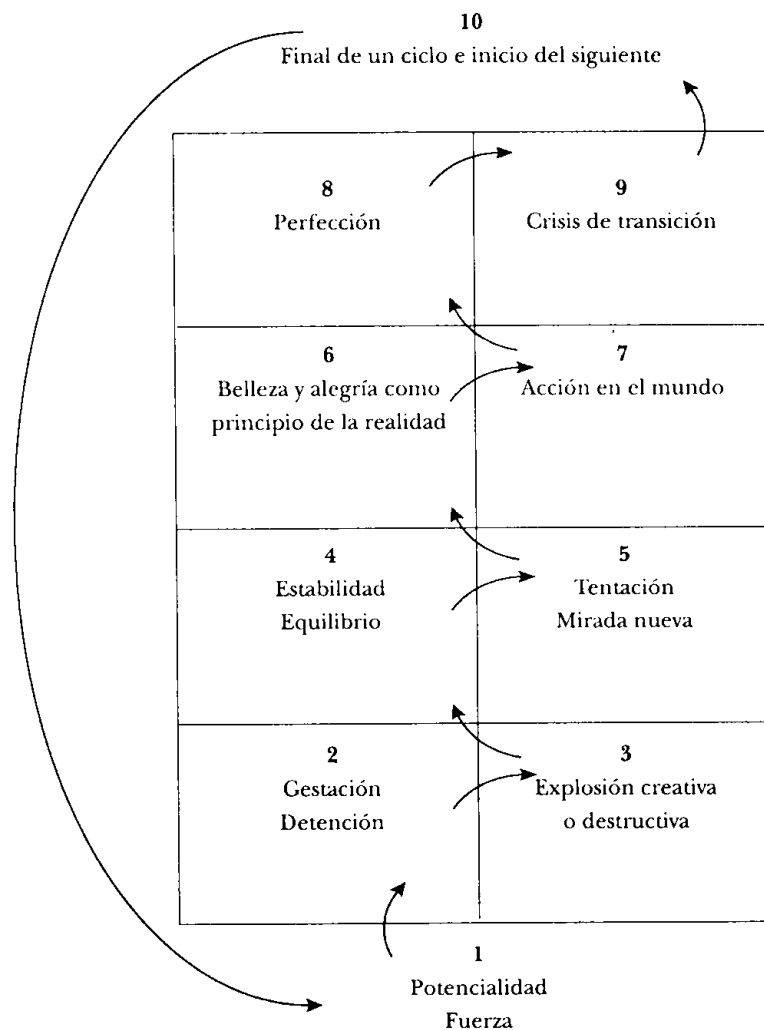 10
Final de un ciclo e inicio del siguiente
8
Perfección
9
Crisis de transición
6
Belleza y alegría como
principio de la realidad
7
Acción en el mundo
4
Estabilidad
Equilibrio
5
Tentación
Mirada nueva
2
Gestación
Detención
3
Explosión creativa
o destructiva
1
Potencialidad
Fuerza